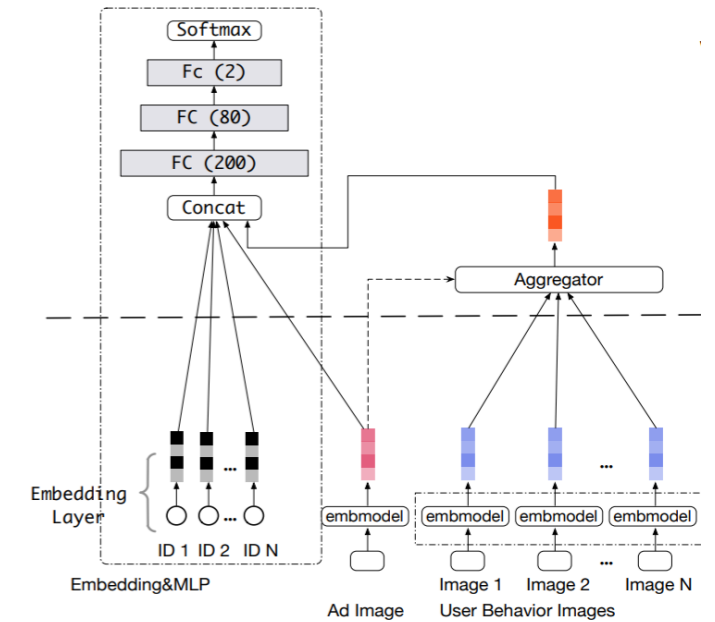 Softmax
Fc (2)
FC (80)
FC (200)
Concat
Aggregator
...
...
Embedding
Layer
...
embmodel
embmodel
embmodel
embmodel
ID 1 ID 2 ID N
...
Embedding&MLP
Image 1 Image 2 Image N
Ad Image
User Behavior Images